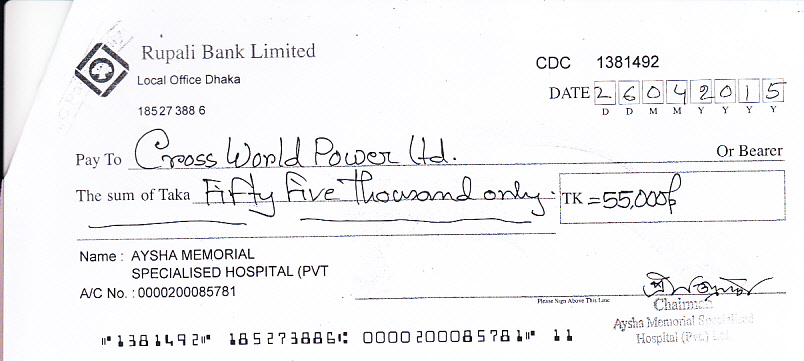 Rupali Bank Limited
Local Office Dhaka
18527 388 6
CDC 1381492
DATE 26042015
D D M M Y Y Y Y
Pay To Cross World Power Ltd. Or Bearer
The sum of Taka Fifty Five thousand only. TK =55,000/=
Name : AYSHA MEMORIAL
SPECIALISED HOSPITAL (PVT
A/C No. : 0000200085781
Please Sign Above This Line
Chairman
Aysha Memorial Specialised
Hospital (Pvt.) Ltd.
⑈1381492⑈ 185273886⑆ 0000200085781⑈ 11